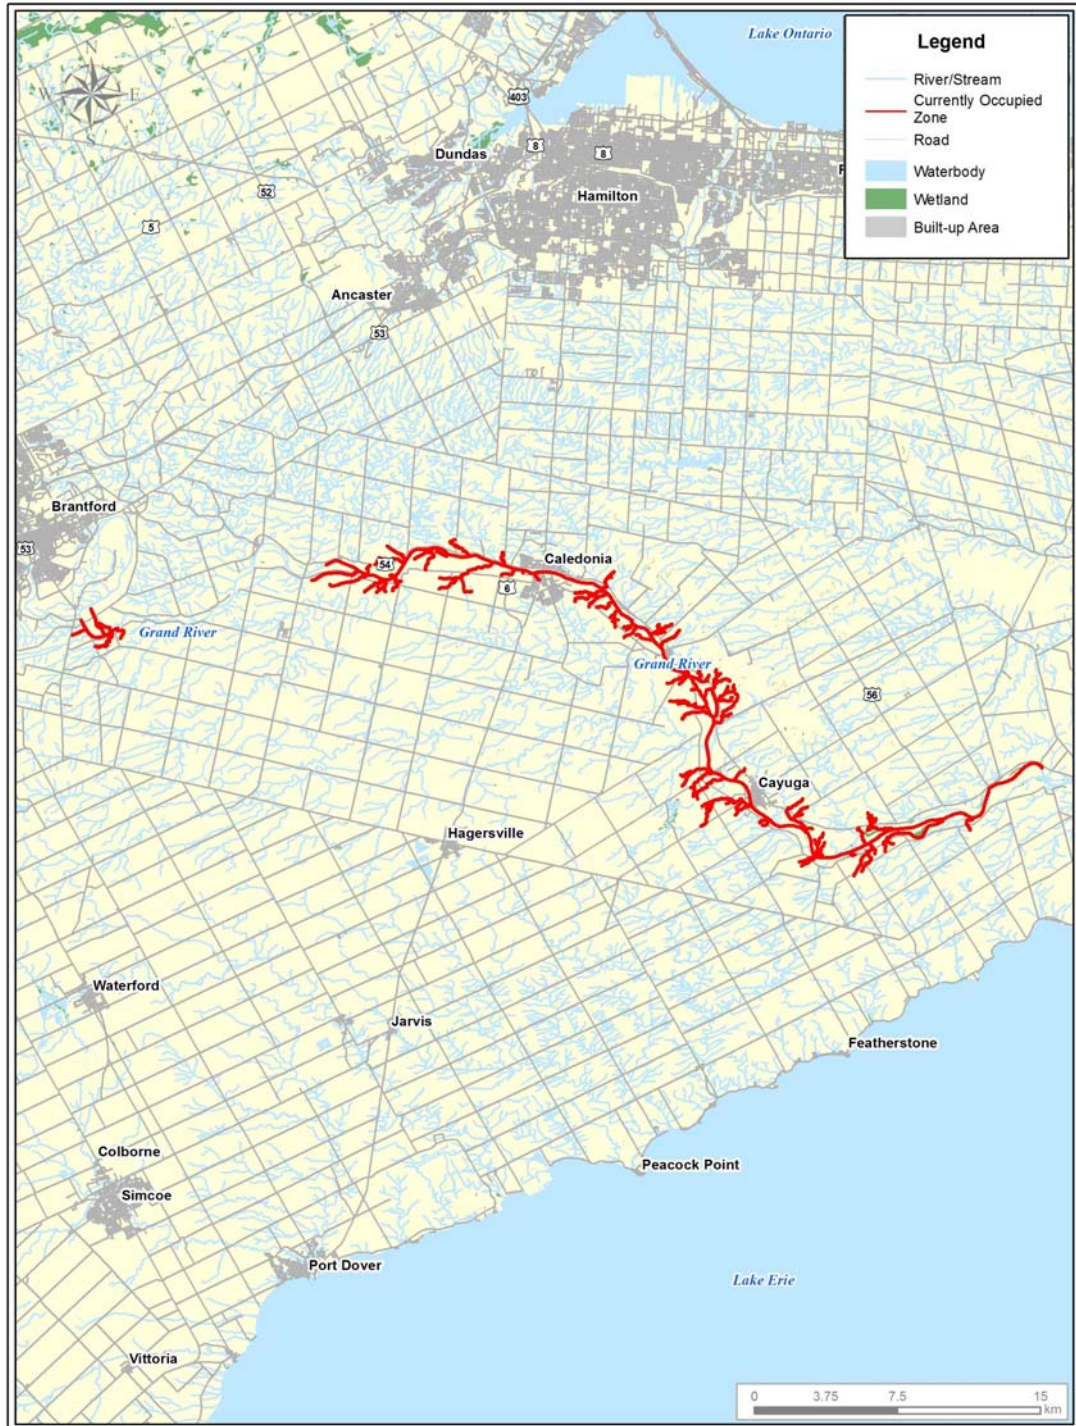 Lake Ontario
Legend
River/Stream
Currently Occupied
Zone
Road
Waterbody
Wetland
Built-up Area
N
W
E
S
403
Dundas
8
8
F
Hamilton
52
5
Ancaster
53
Brantford
53
54
Caledonia
6
Grand River
Grand River
56
Cayuga
Hagersville
Waterford
Jarvis
Featherstone
Colborne
Simcoe
Peacock Point
Port Dover
Lake Erie
Vittoria
0 3.75 7.5 15
km